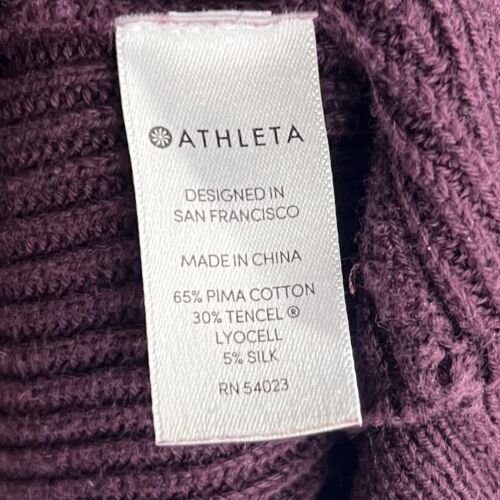 ATHLETA
DESIGNED IN
SAN FRANCISCO
MADE IN CHINA
65% PIMA COTTON
30% TENCEL ®
LYOCELL
5% SILK
RN 54023